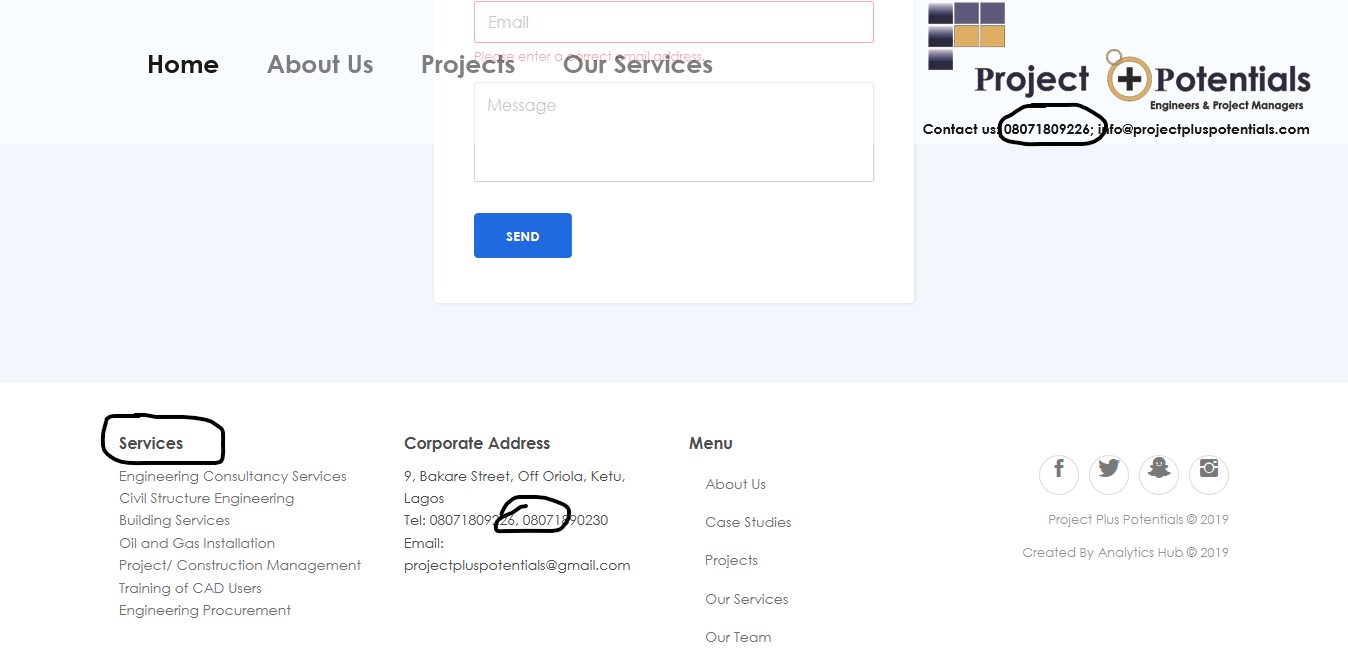 Email
Please enter a correct email address.
Home About Us Projects Our Services
Project Potentials
Engineers & Project Managers
Contact us: 08071809226; info@projectpluspotentials.com
Message
SEND
Services
Engineering Consultancy Services
Civil Structure Engineering
Building Services
Oil and Gas Installation
Project/ Construction Management
Training of CAD Users
Engineering Procurement
Corporate Address
9, Bakare Street, Off Oriola, Ketu,
Lagos
Tel: 08071809226, 08071890230
Email:
projectpluspotentials@gmail.com
Menu
About Us
Case Studies
Projects
Our Services
Our Team
Project Plus Potentials © 2019
Created By Analytics Hub © 2019